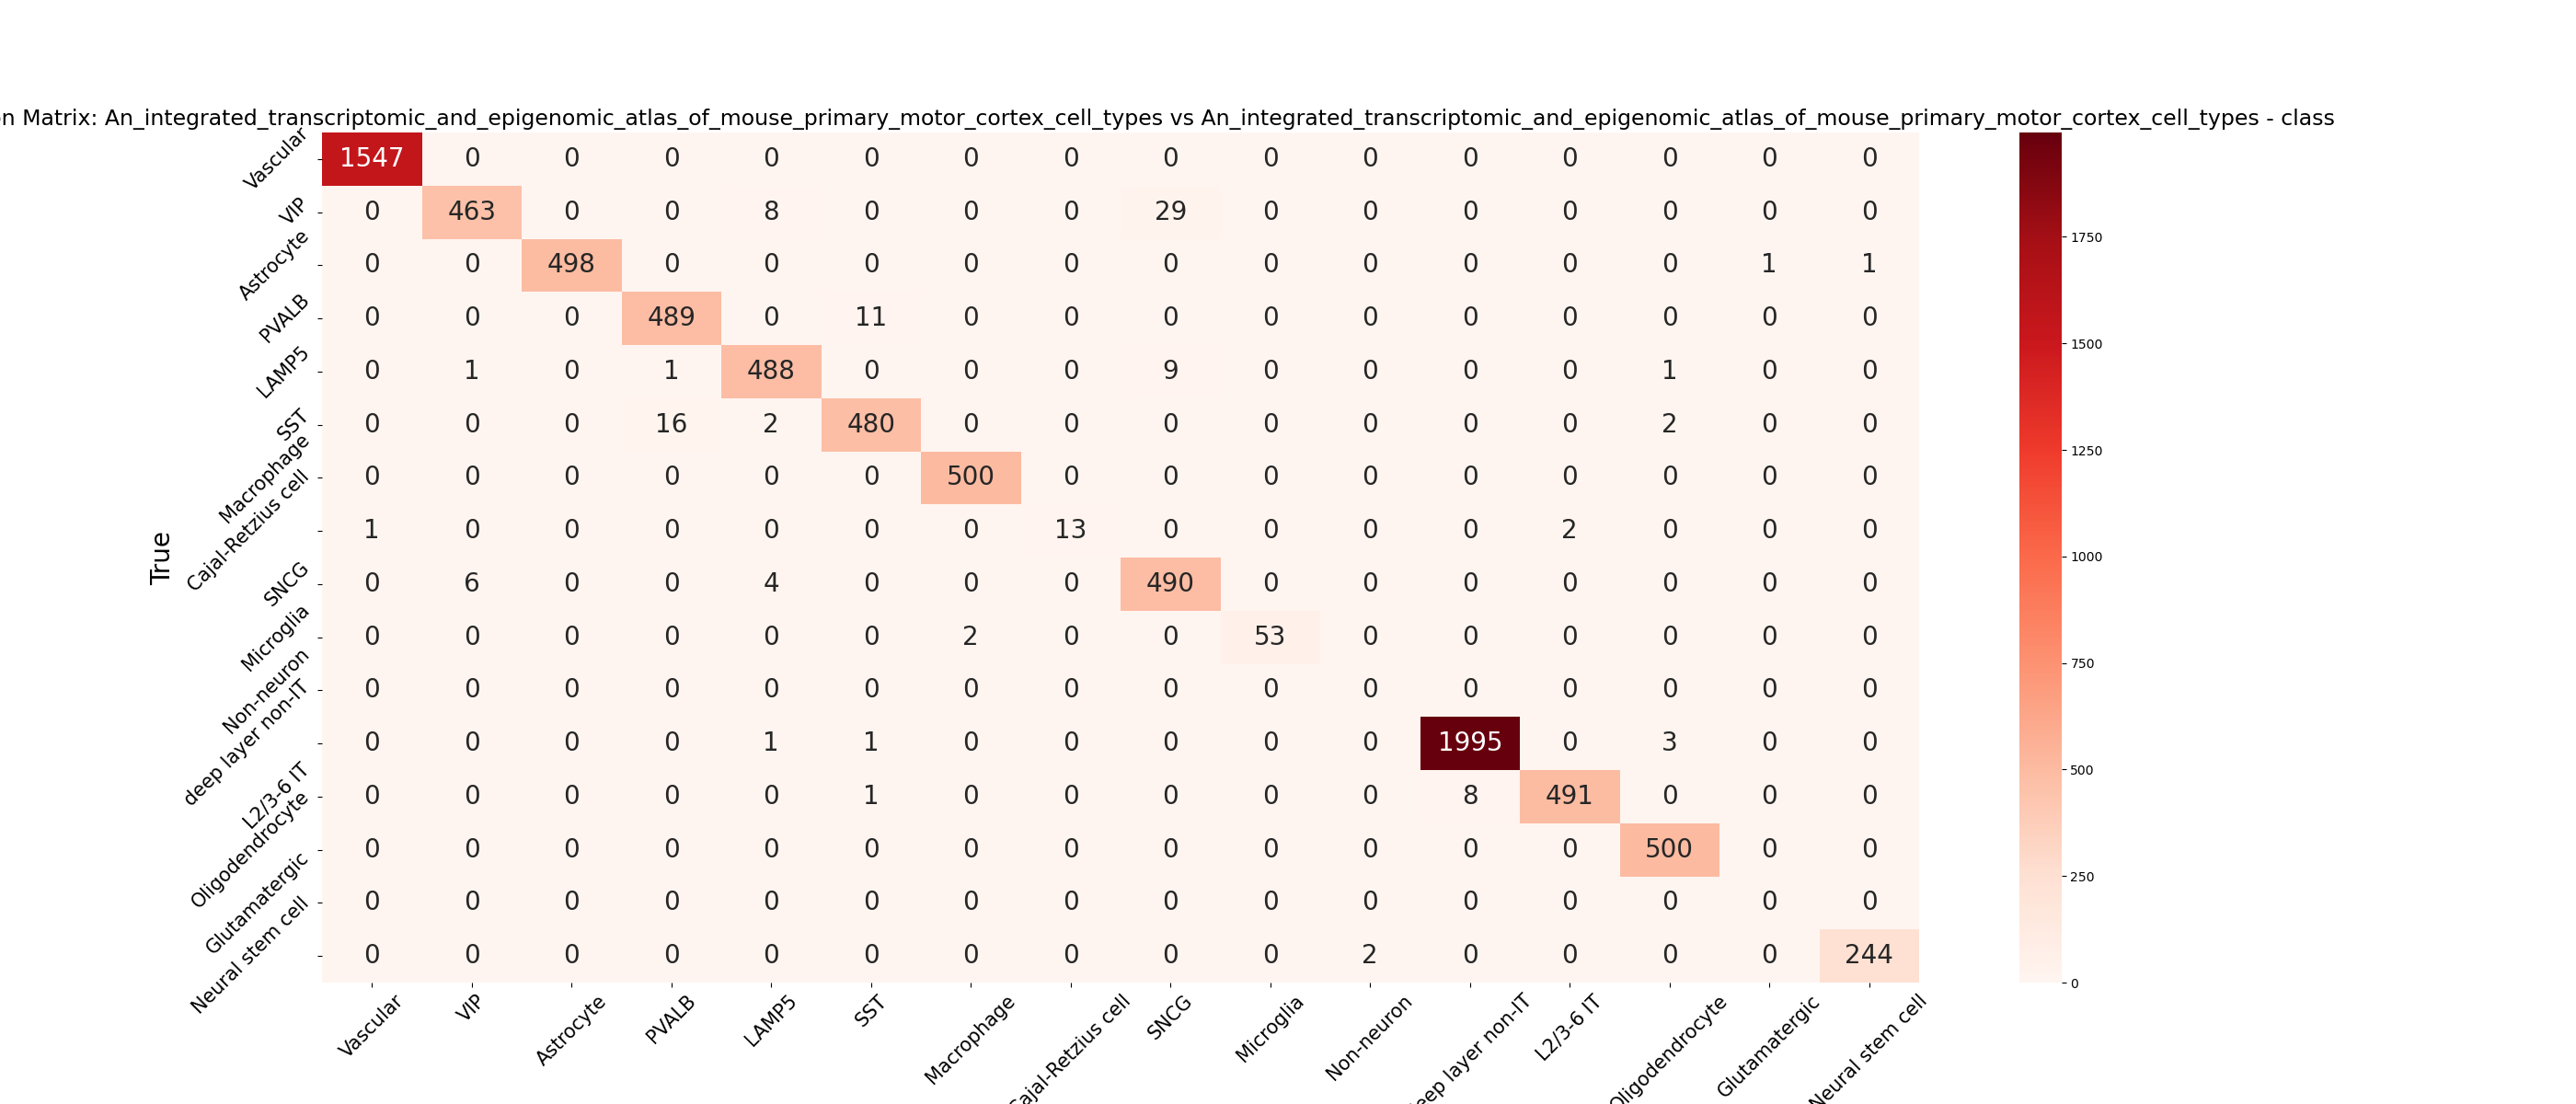 n Matrix: An_integrated_transcriptomic_and_epigenomic_atlas_of_mouse_primary_motor_cortex_cell_types vs An_integrated_transcriptomic_and_epigenomic_atlas_of_mouse_primary_motor_cortex_cell_types - class
Vascular 1547 0 0 0 0 0 0 0 0 0 0 0 0 0 0 0
VIP 0 463 0 0 8 0 0 0 29 0 0 0 0 0 0 0
Astrocyte 0 0 498 0 0 0 0 0 0 0 0 0 0 0 1 1
PVALB 0 0 0 489 0 11 0 0 0 0 0 0 0 0 0 0
LAMP5 0 1 0 1 488 0 0 0 9 0 0 0 0 1 0 0
SST 0 0 0 16 2 480 0 0 0 0 0 0 0 2 0 0
Macrophage 0 0 0 0 0 0 500 0 0 0 0 0 0 0 0 0
Cajal-Retzius cell 1 0 0 0 0 0 0 13 0 0 0 0 2 0 0 0
SNCG 0 6 0 0 4 0 0 0 490 0 0 0 0 0 0 0
Microglia 0 0 0 0 0 0 2 0 0 53 0 0 0 0 0 0
Non-neuron 0 0 0 0 0 0 0 0 0 0 0 0 0 0 0 0
deep layer non-IT 0 0 0 0 1 1 0 0 0 0 0 1995 0 3 0 0
L2/3-6 IT 0 0 0 0 0 1 0 0 0 0 0 8 491 0 0 0
Oligodendrocyte 0 0 0 0 0 0 0 0 0 0 0 0 0 500 0 0
Glutamatergic 0 0 0 0 0 0 0 0 0 0 0 0 0 0 0 0
Neural stem cell 0 0 0 0 0 0 0 0 0 0 2 0 0 0 0 244
True
Vascular VIP Astrocyte PVALB LAMP5 SST Macrophage Cajal-Retzius cell SNCG Microglia Non-neuron eep layer non-IT L2/3-6 IT Oligodendrocyte Glutamatergic Neural stem cell
1750
1500
1250
1000
750
500
250
0